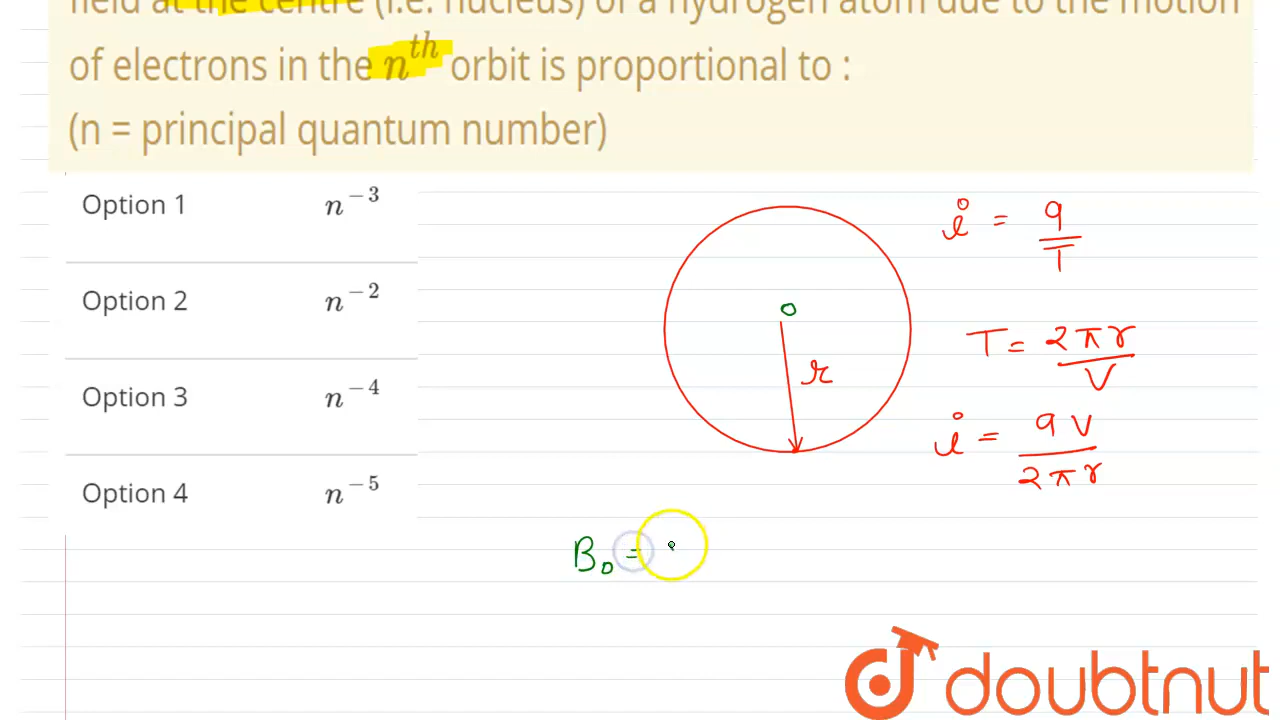 field at the centre (i.e. nucleus) of a hydrogen atom due to the motion
of electrons in the n^th orbit is proportional to :
(n = principal quantum number)
Option 1 n^−3
Option 2 n^−2
Option 3 n^−4
Option 4 n^−5
i = q/T
o
r
T = 2πr/V
i = qV/2πr
B₀ =
doubtnut